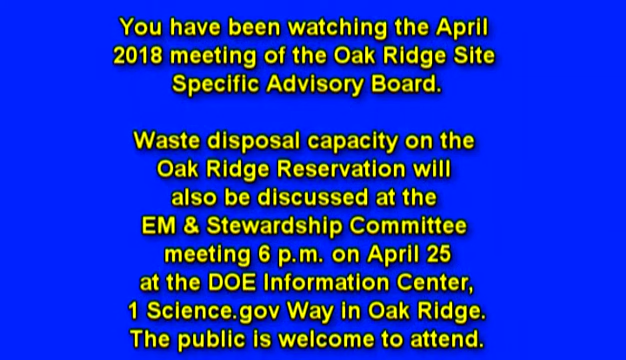 You have been watching the April
2018 meeting of the Oak Ridge Site
Specific Advisory Board.
Waste disposal capacity on the
Oak Ridge Reservation will
also be discussed at the
EM & Stewardship Committee
meeting 6 p.m. on April 25
at the DOE Information Center,
1 Science.gov Way in Oak Ridge.
The public is welcome to attend.